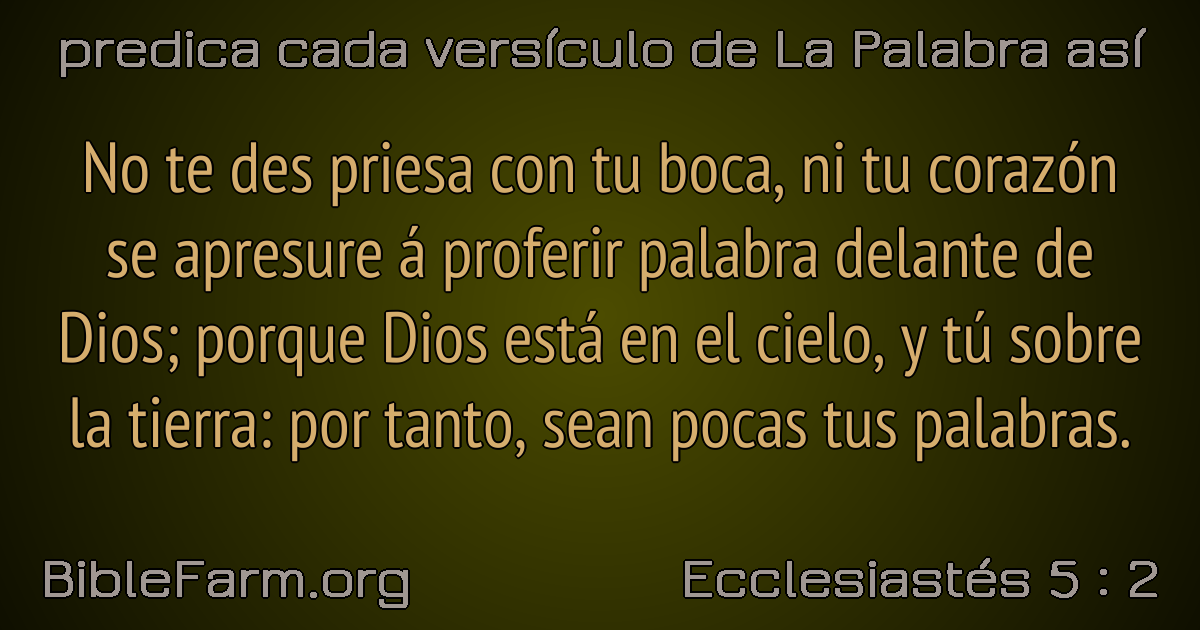 predica cada versículo de La Palabra así
No te des priesa con tu boca, ni tu corazón
se apresure á proferir palabra delante de
Dios; porque Dios está en el cielo, y tú sobre
la tierra: por tanto, sean pocas tus palabras.
BibleFarm.org
Ecclesiastés 5 : 2